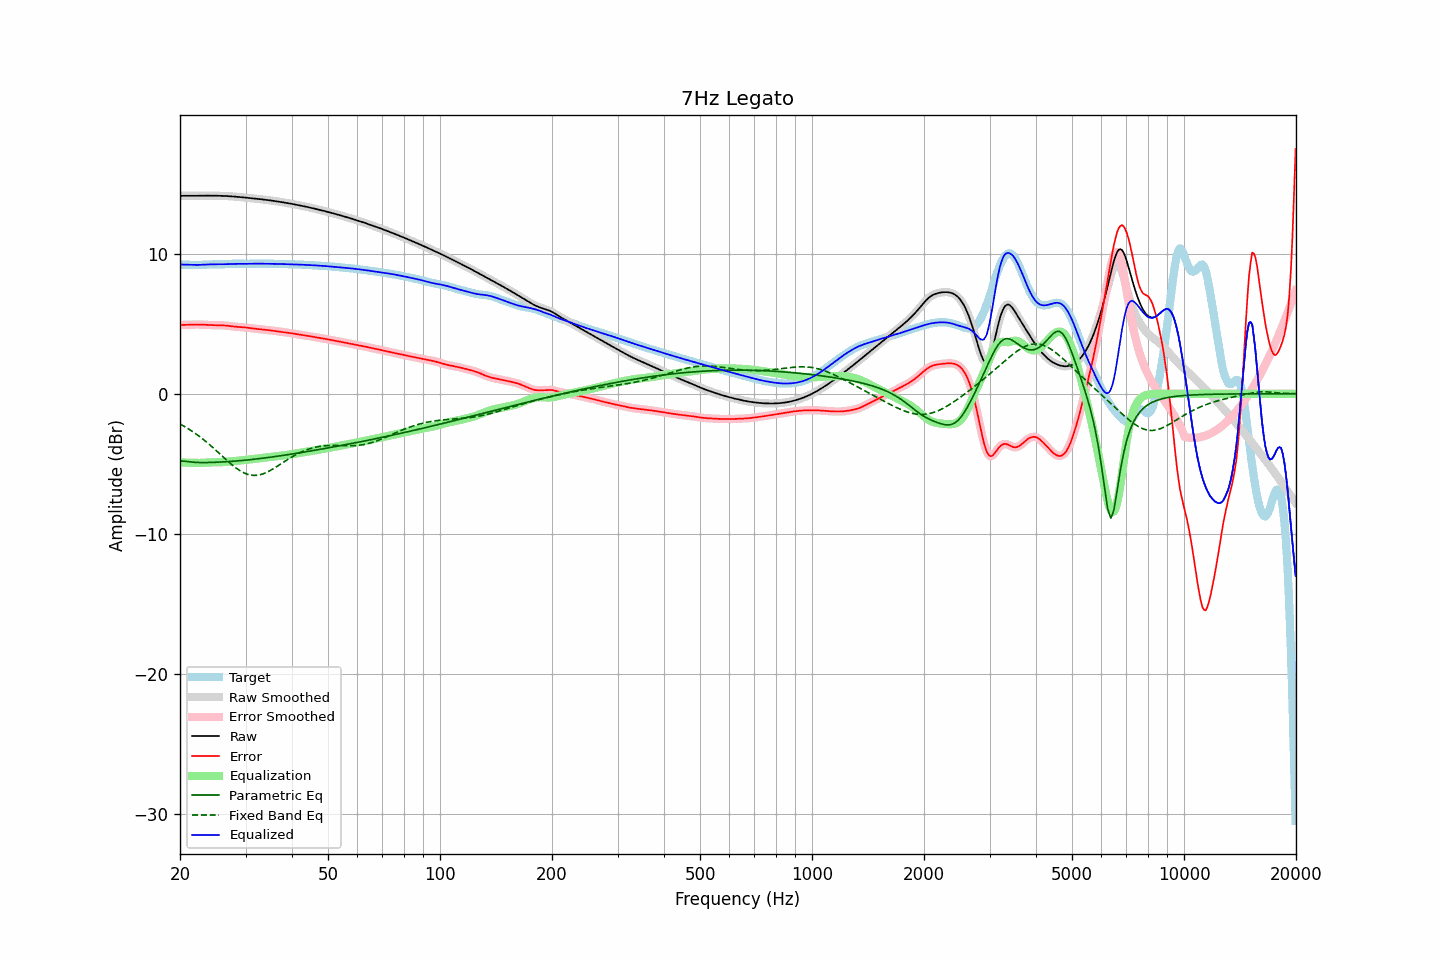 7Hz Legato
Amplitude (dBr)
10
0
−10
−20
−30
Target
Raw Smoothed
Error Smoothed
Raw
Error
Equalization
Parametric Eq
Fixed Band Eq
Equalized
20 50 100 200 500 1000 2000 5000 10000 20000
Frequency (Hz)